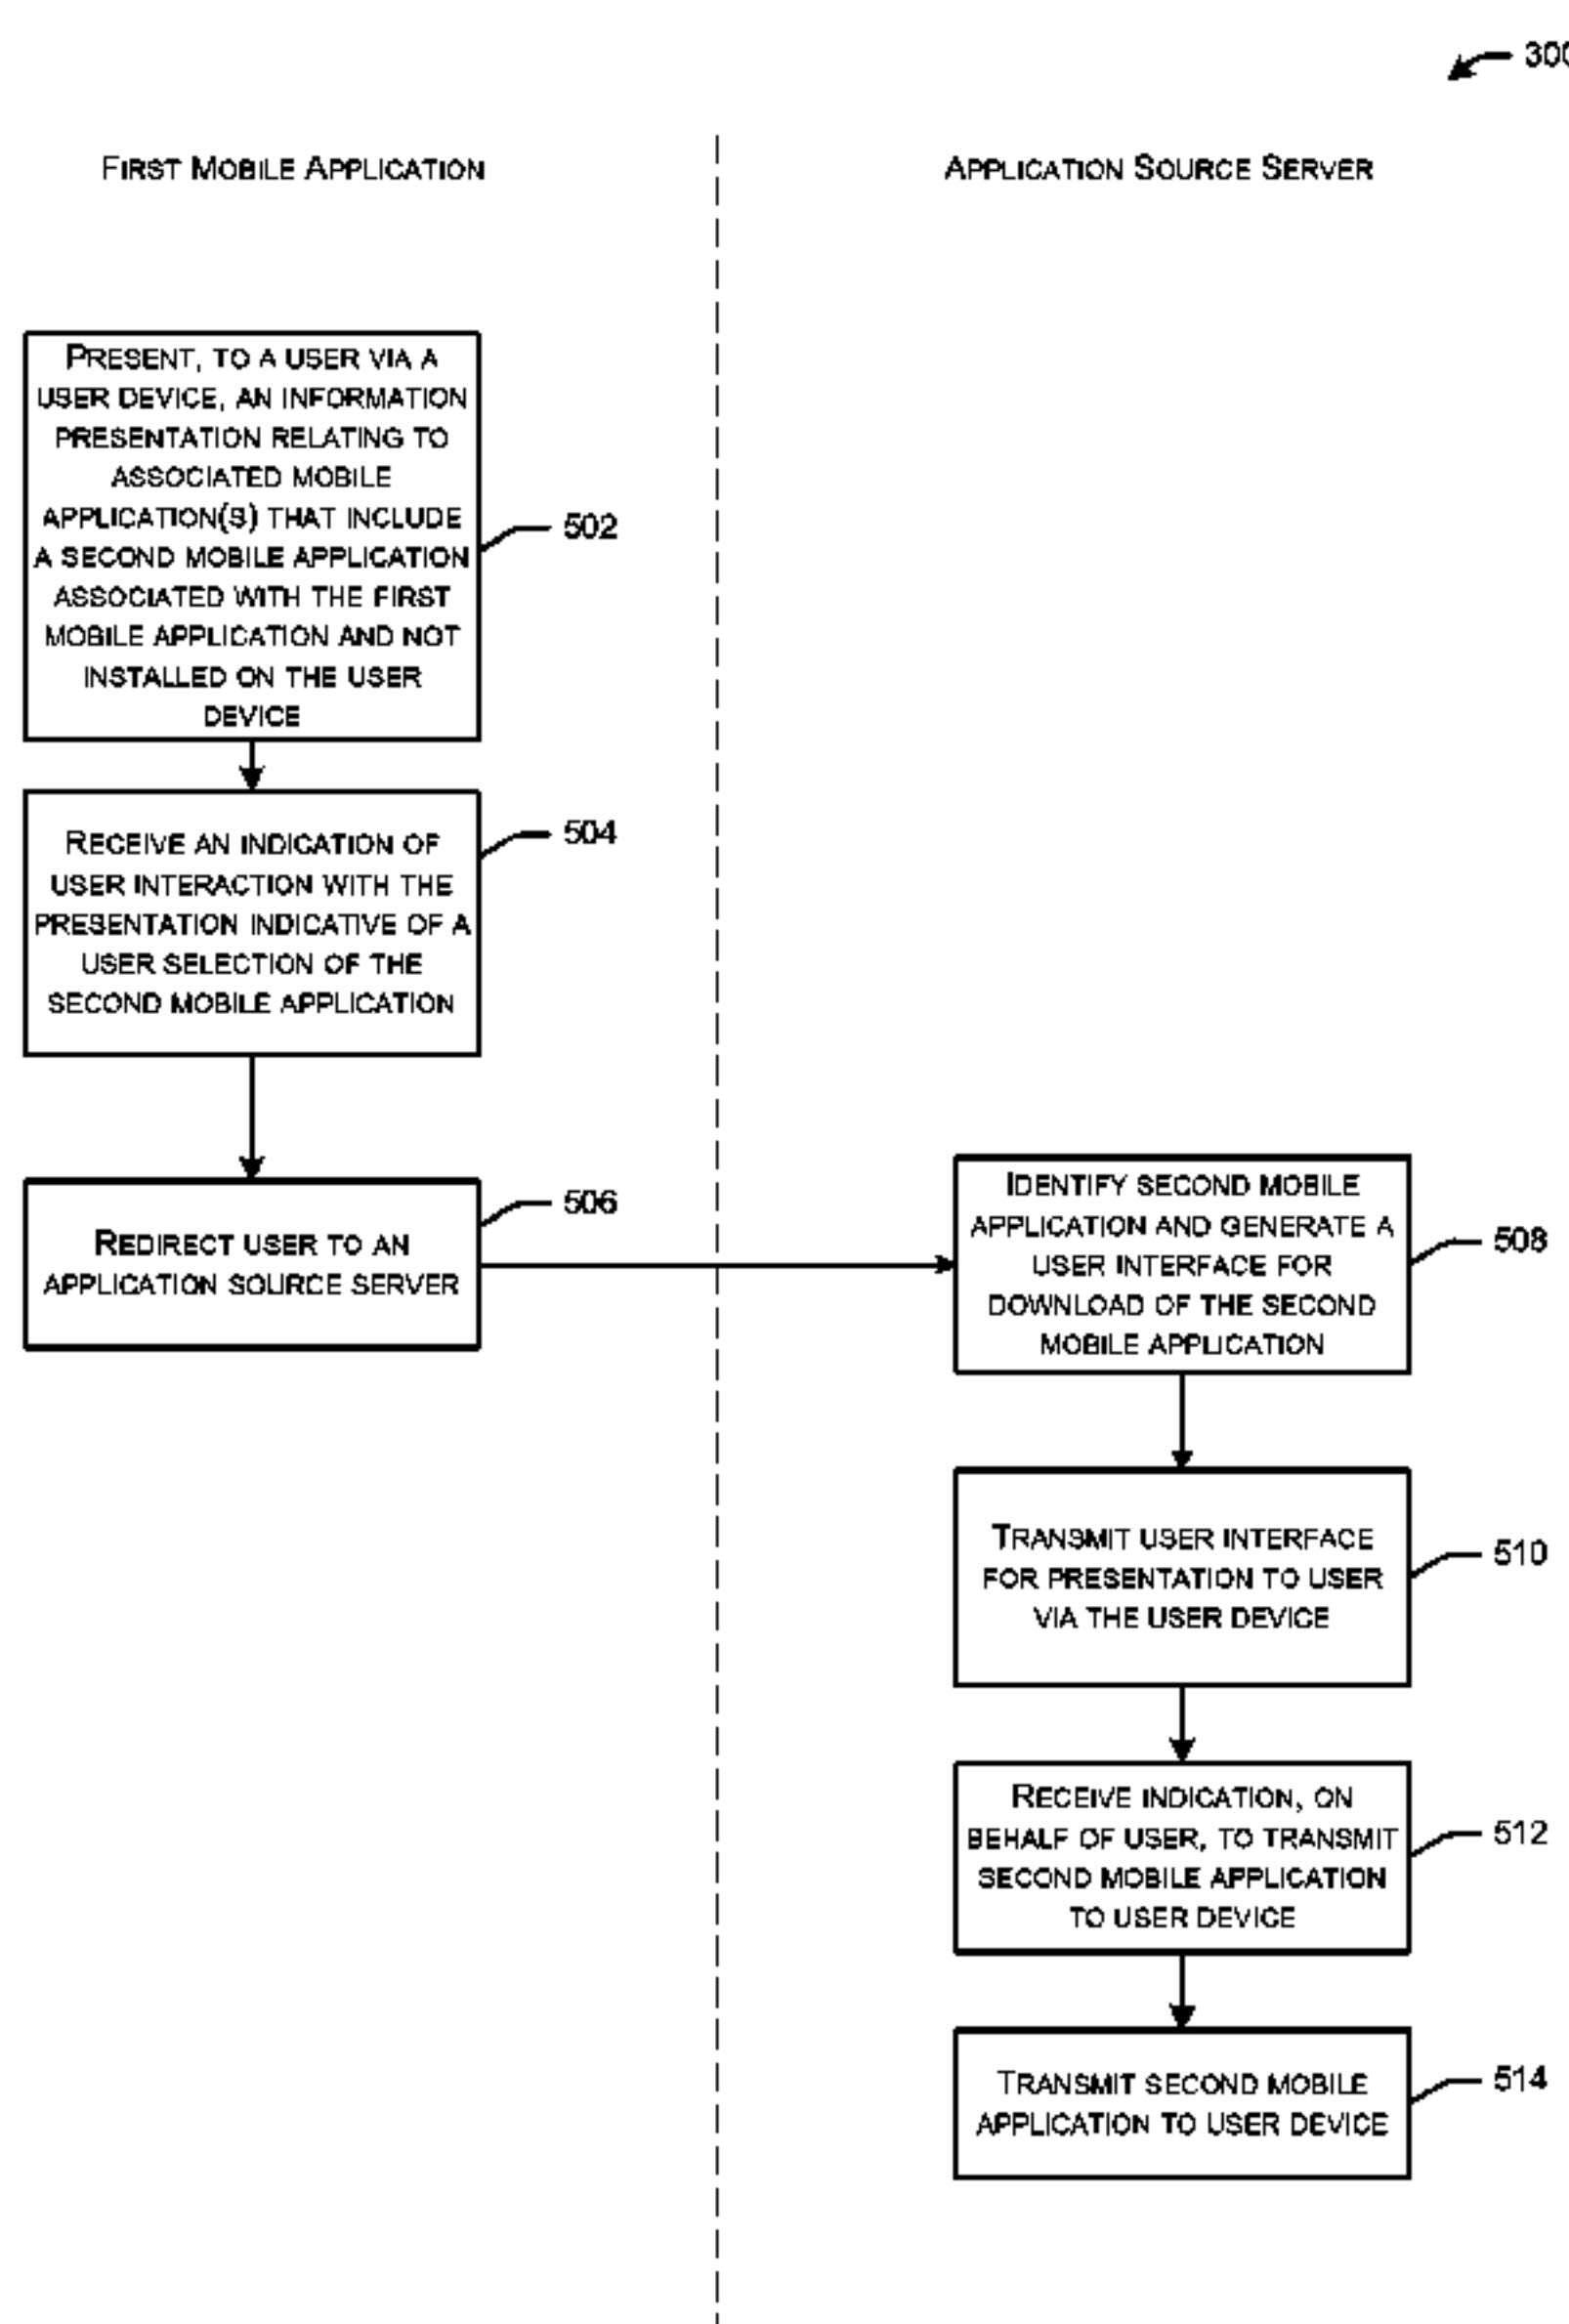 300
FIRST MOBILE APPLICATION
APPLICATION SOURCE SERVER
PRESENT, TO A USER VIA A
USER DEVICE, AN INFORMATION
PRESENTATION RELATING TO
ASSOCIATED MOBILE
APPLICATION(S) THAT INCLUDE
A SECOND MOBILE APPLICATION
ASSOCIATED WITH THE FIRST
MOBILE APPLICATION AND NOT
INSTALLED ON THE USER
DEVICE
502
RECEIVE AN INDICATION OF
USER INTERACTION WITH THE
PRESENTATION INDICATIVE OF A
USER SELECTION OF THE
SECOND MOBILE APPLICATION
504
REDIRECT USER TO AN
APPLICATION SOURCE SERVER
506
IDENTIFY SECOND MOBILE
APPLICATION AND GENERATE A
USER INTERFACE FOR
DOWNLOAD OF THE SECOND
MOBILE APPLICATION
508
TRANSMIT USER INTERFACE
FOR PRESENTATION TO USER
VIA THE USER DEVICE
510
RECEIVE INDICATION, ON
BEHALF OF USER, TO TRANSMIT
SECOND MOBILE APPLICATION
TO USER DEVICE
512
TRANSMIT SECOND MOBILE
APPLICATION TO USER DEVICE
514